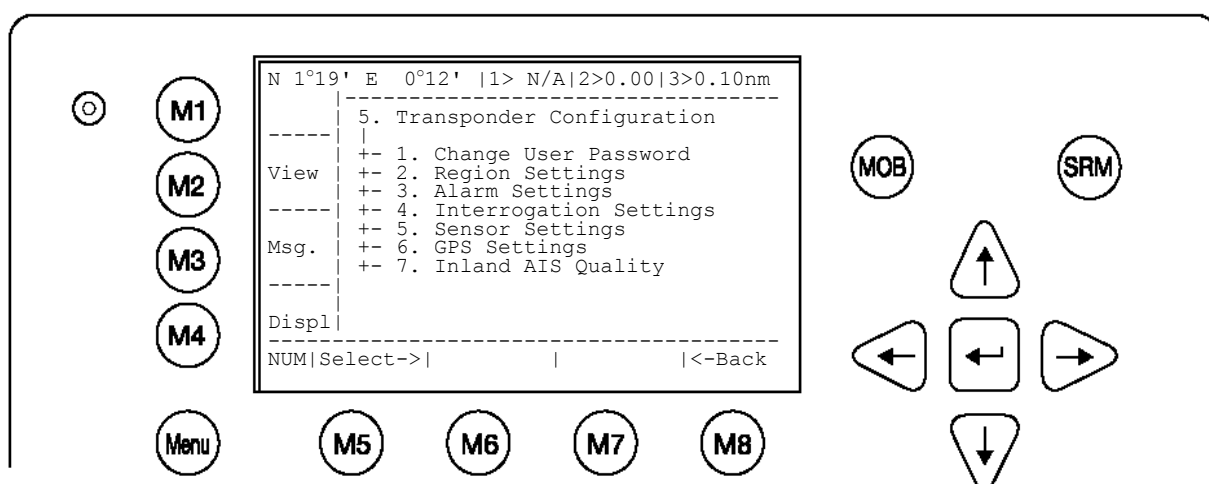 N 1°19' E  0°12' |1> N/A|2>0.00|3>0.10nm
|----------------------------------
M1
5. Transponder Configuration
-----| |
+- 1. Change User Password
View | +- 2. Region Settings
M2
MOB
SRM
+- 3. Alarm Settings
-----| +- 4. Interrogation Settings
+- 5. Sensor Settings
Msg. | +- 6. GPS Settings
M3
+- 7. Inland AIS Quality
-----|
Displ|
M4
----------------------------------------
NUM|Select->|         |         |<-Back
Menu
M5
M6
M7
M8